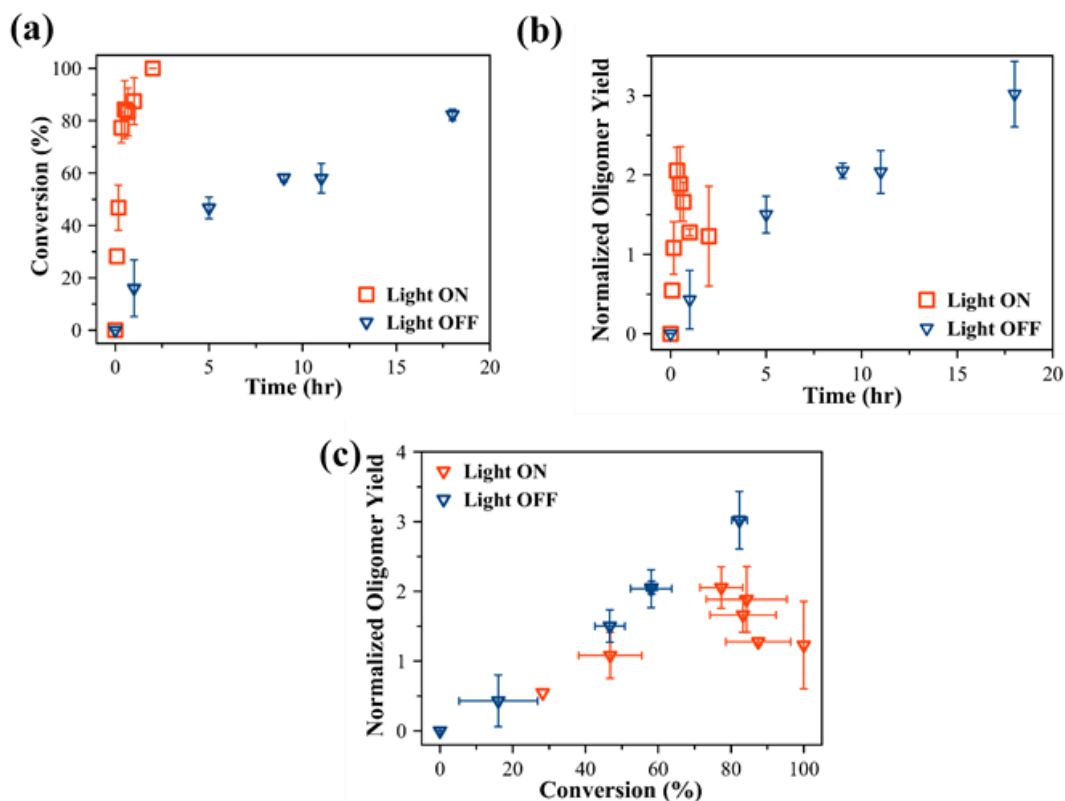 (a)
Conversion (%)
100
80
60
40
20
0
Light ON
Light OFF
0 5 10 15 20
Time (hr)
(b)
Normalized Oligomer Yield
3
2
1
0
Light ON
Light OFF
0 5 10 15 20
Time (hr)
(c)
Normalized Oligomer Yield
4
3
2
1
0
Light ON
Light OFF
0 20 40 60 80 100
Conversion (%)